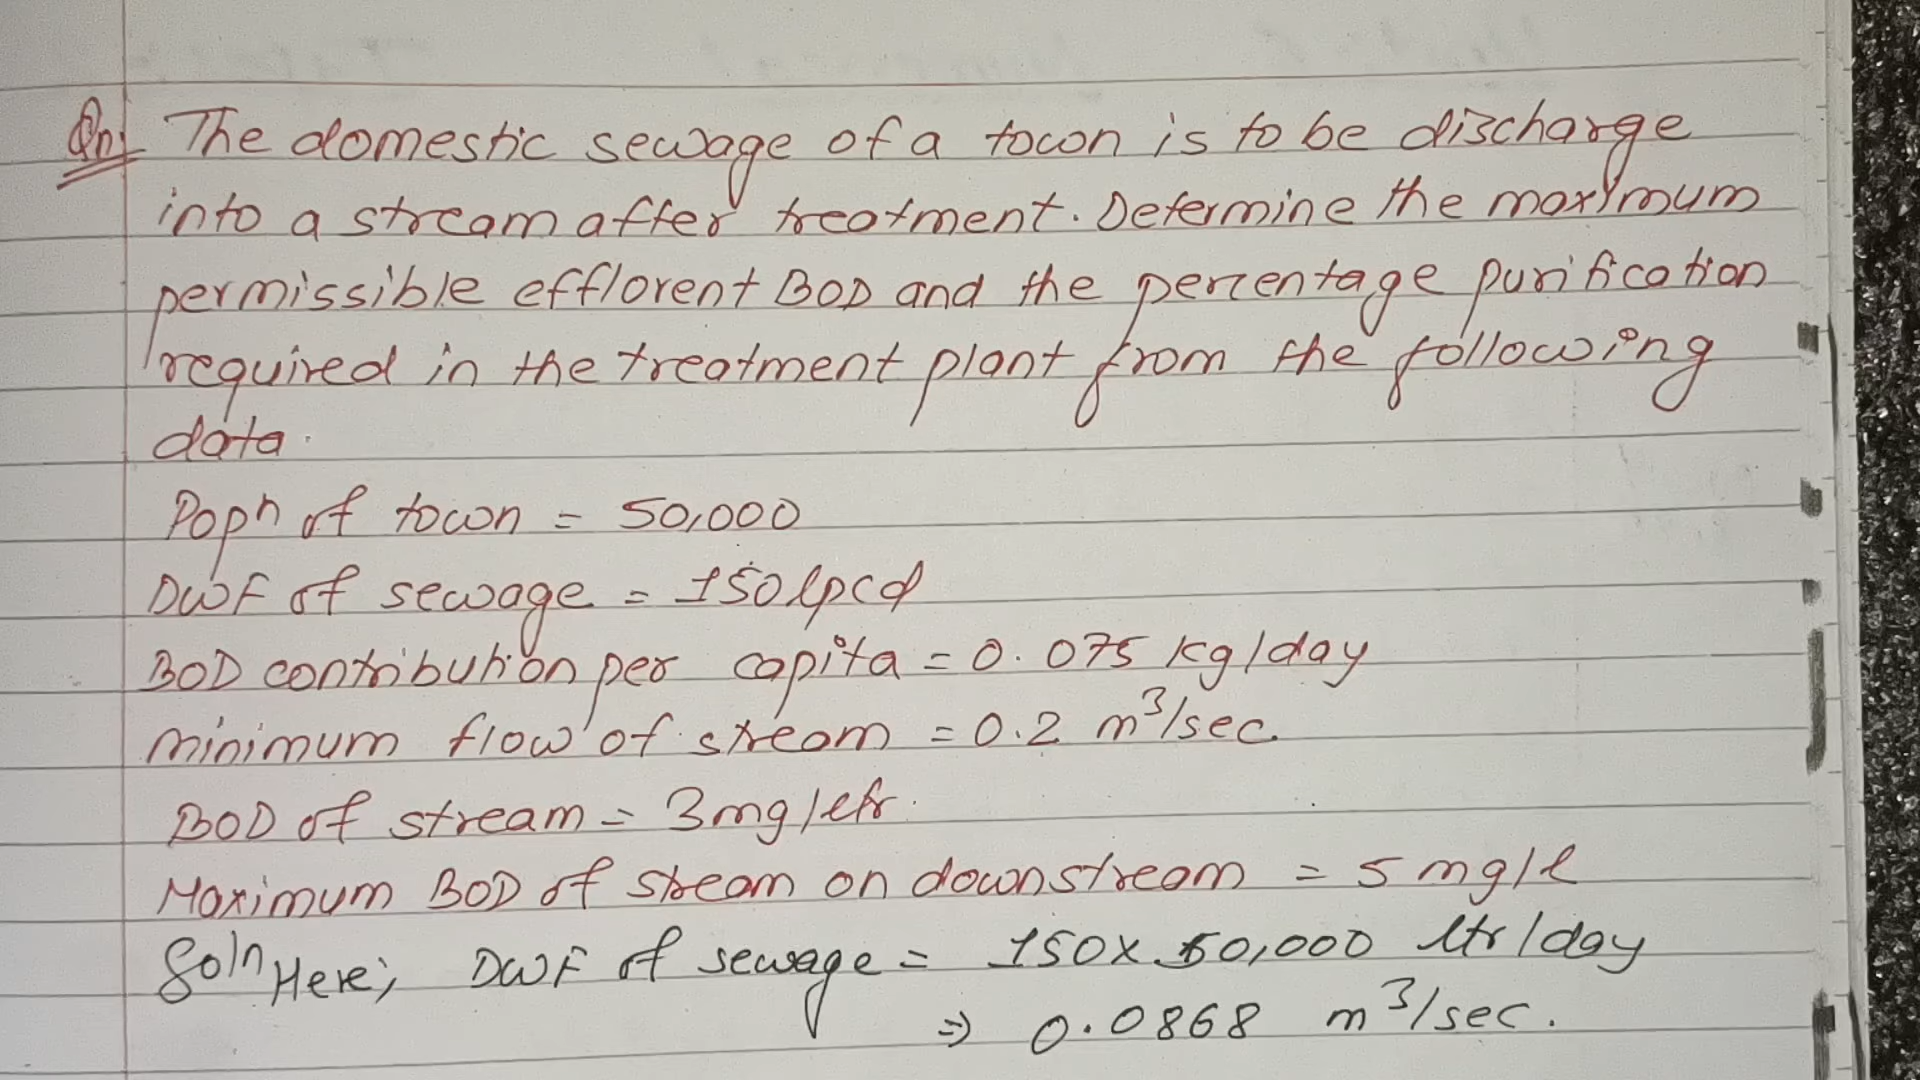 Qn: The domestic sewage of a town is to be discharge
into a stream after treatment. Determine the maximum
permissible efflorent BOD and the percentage purification
required in the treatment plant from the following
data.
Popn of town = 50,000
DWF of sewage = 150 lpcd
BOD contribution per capita = 0.075 kg/day
minimum flow of stream = 0.2 m³/sec.
BOD of stream = 3mg/ltr.
Maximum BOD of stream on downstream = 5 mg/l
Soln Here; DWF of sewage = 150 x 50,000 ltr/day
⇒ 0.0868 m³/sec.